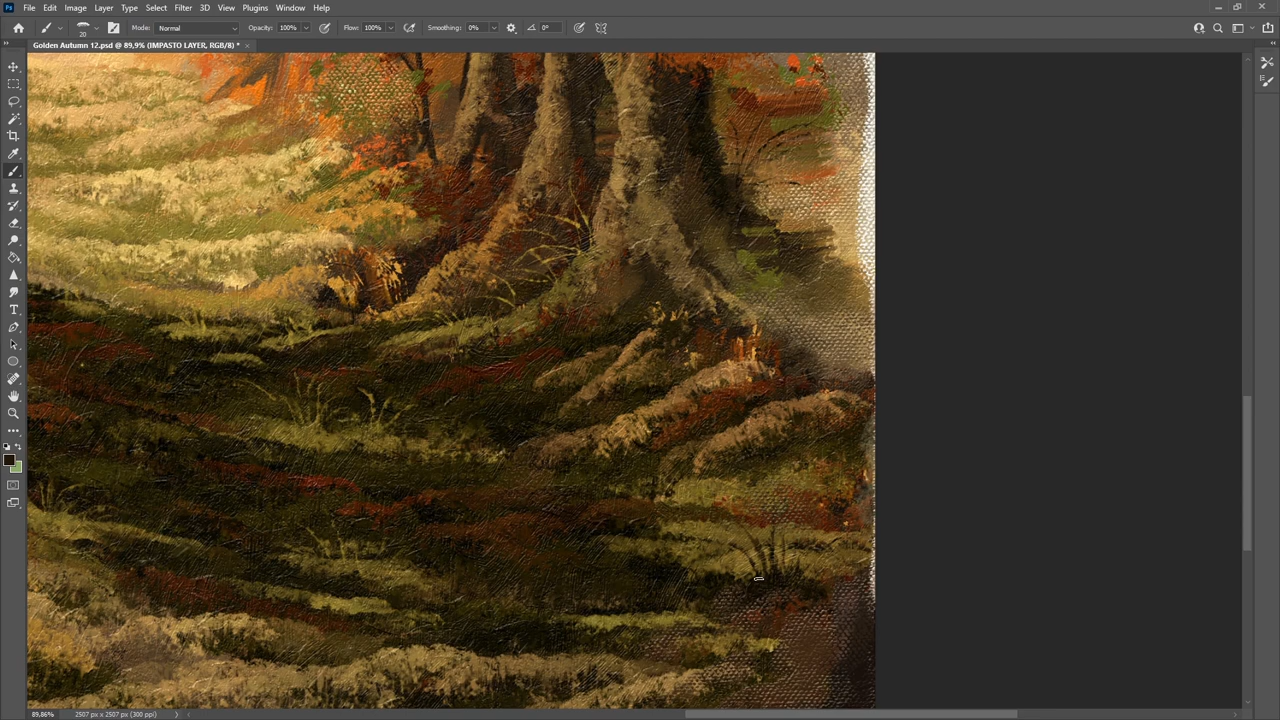 Ps File Edit Image Layer Type Select Filter 3D View Plugins Window Help
20 Mode: Normal Opacity: 100% Flow: 100% Smoothing: 0% 0°
Golden Autumn 12.psd @ 89,9% (IMPASTO LAYER, RGB/8) * ×
89,86% 2507 px x 2507 px (300 ppi)